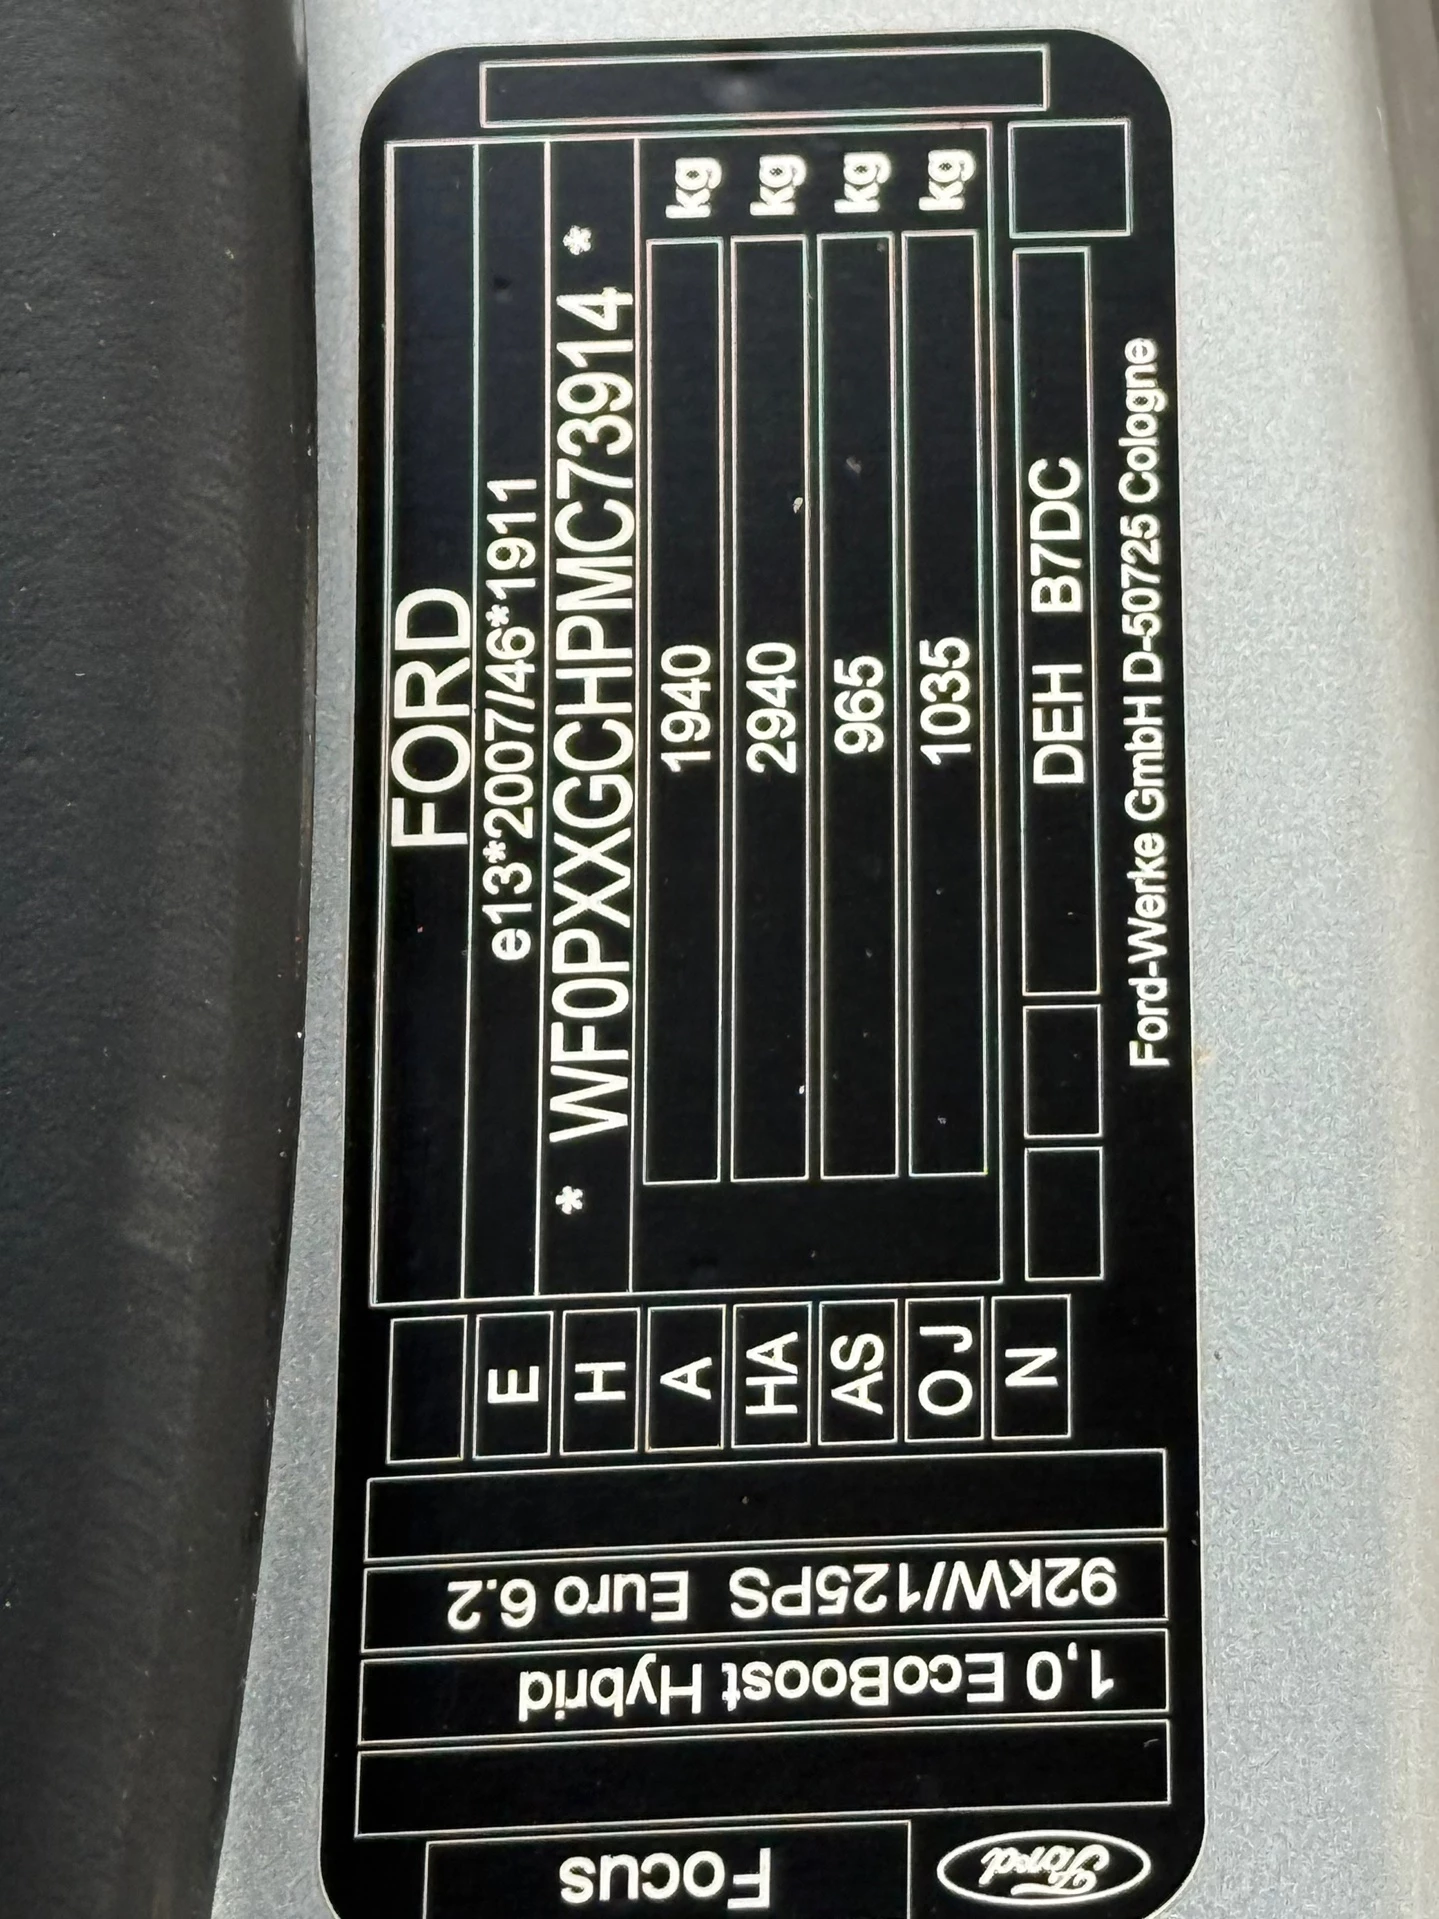 FORD
E e13*2007/46*1911
H * WF0PXXGCHPMC73914 *
A 1940 kg
HA 2940 kg
AS 965 kg
OJ 1035 kg
N DEH B7DC
Ford-Werke GmbH D-50725 Cologne
92kW/125PS Euro 6.2
1,0 EcoBoost Hybrid
Focus
Ford